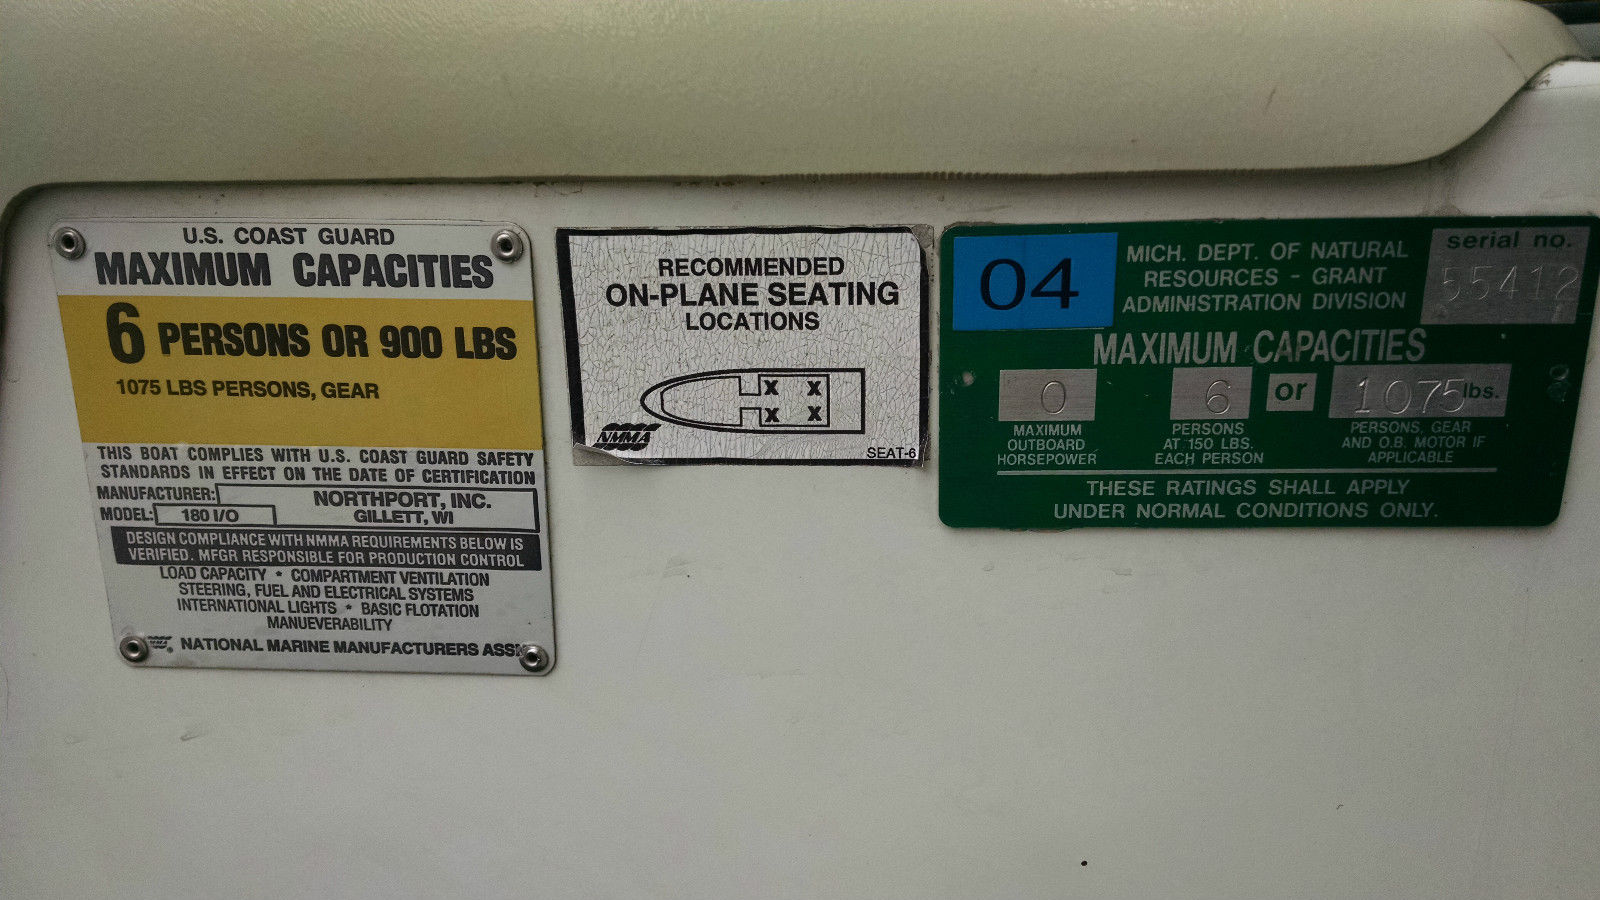 U.S. COAST GUARD
MAXIMUM CAPACITIES
6 PERSONS OR 900 LBS
1075 LBS PERSONS, GEAR
THIS BOAT COMPLIES WITH U.S. COAST GUARD SAFETY
STANDARDS IN EFFECT ON THE DATE OF CERTIFICATION
MANUFACTURER: NORTHPORT, INC.
MODEL: 180 I/O GILLETT, WI
DESIGN COMPLIANCE WITH NMMA REQUIREMENTS BELOW IS
VERIFIED. MFGR RESPONSIBLE FOR PRODUCTION CONTROL
LOAD CAPACITY * COMPARTMENT VENTILATION
STEERING, FUEL AND ELECTRICAL SYSTEMS
INTERNATIONAL LIGHTS * BASIC FLOTATION
MANUEVERABILITY
NMMA ® NATIONAL MARINE MANUFACTURERS ASS
RECOMMENDED
ON-PLANE SEATING
LOCATIONS
X X
X X
NMMA
SEAT-6
04
MICH. DEPT. OF NATURAL
RESOURCES - GRANT
ADMINISTRATION DIVISION
serial no.
55412
MAXIMUM CAPACITIES
0 6 or 1075 lbs.
MAXIMUM
OUTBOARD
HORSEPOWER
PERSONS
AT 150 LBS.
EACH PERSON
PERSONS, GEAR
AND O.B. MOTOR IF
APPLICABLE
THESE RATINGS SHALL APPLY
UNDER NORMAL CONDITIONS ONLY.